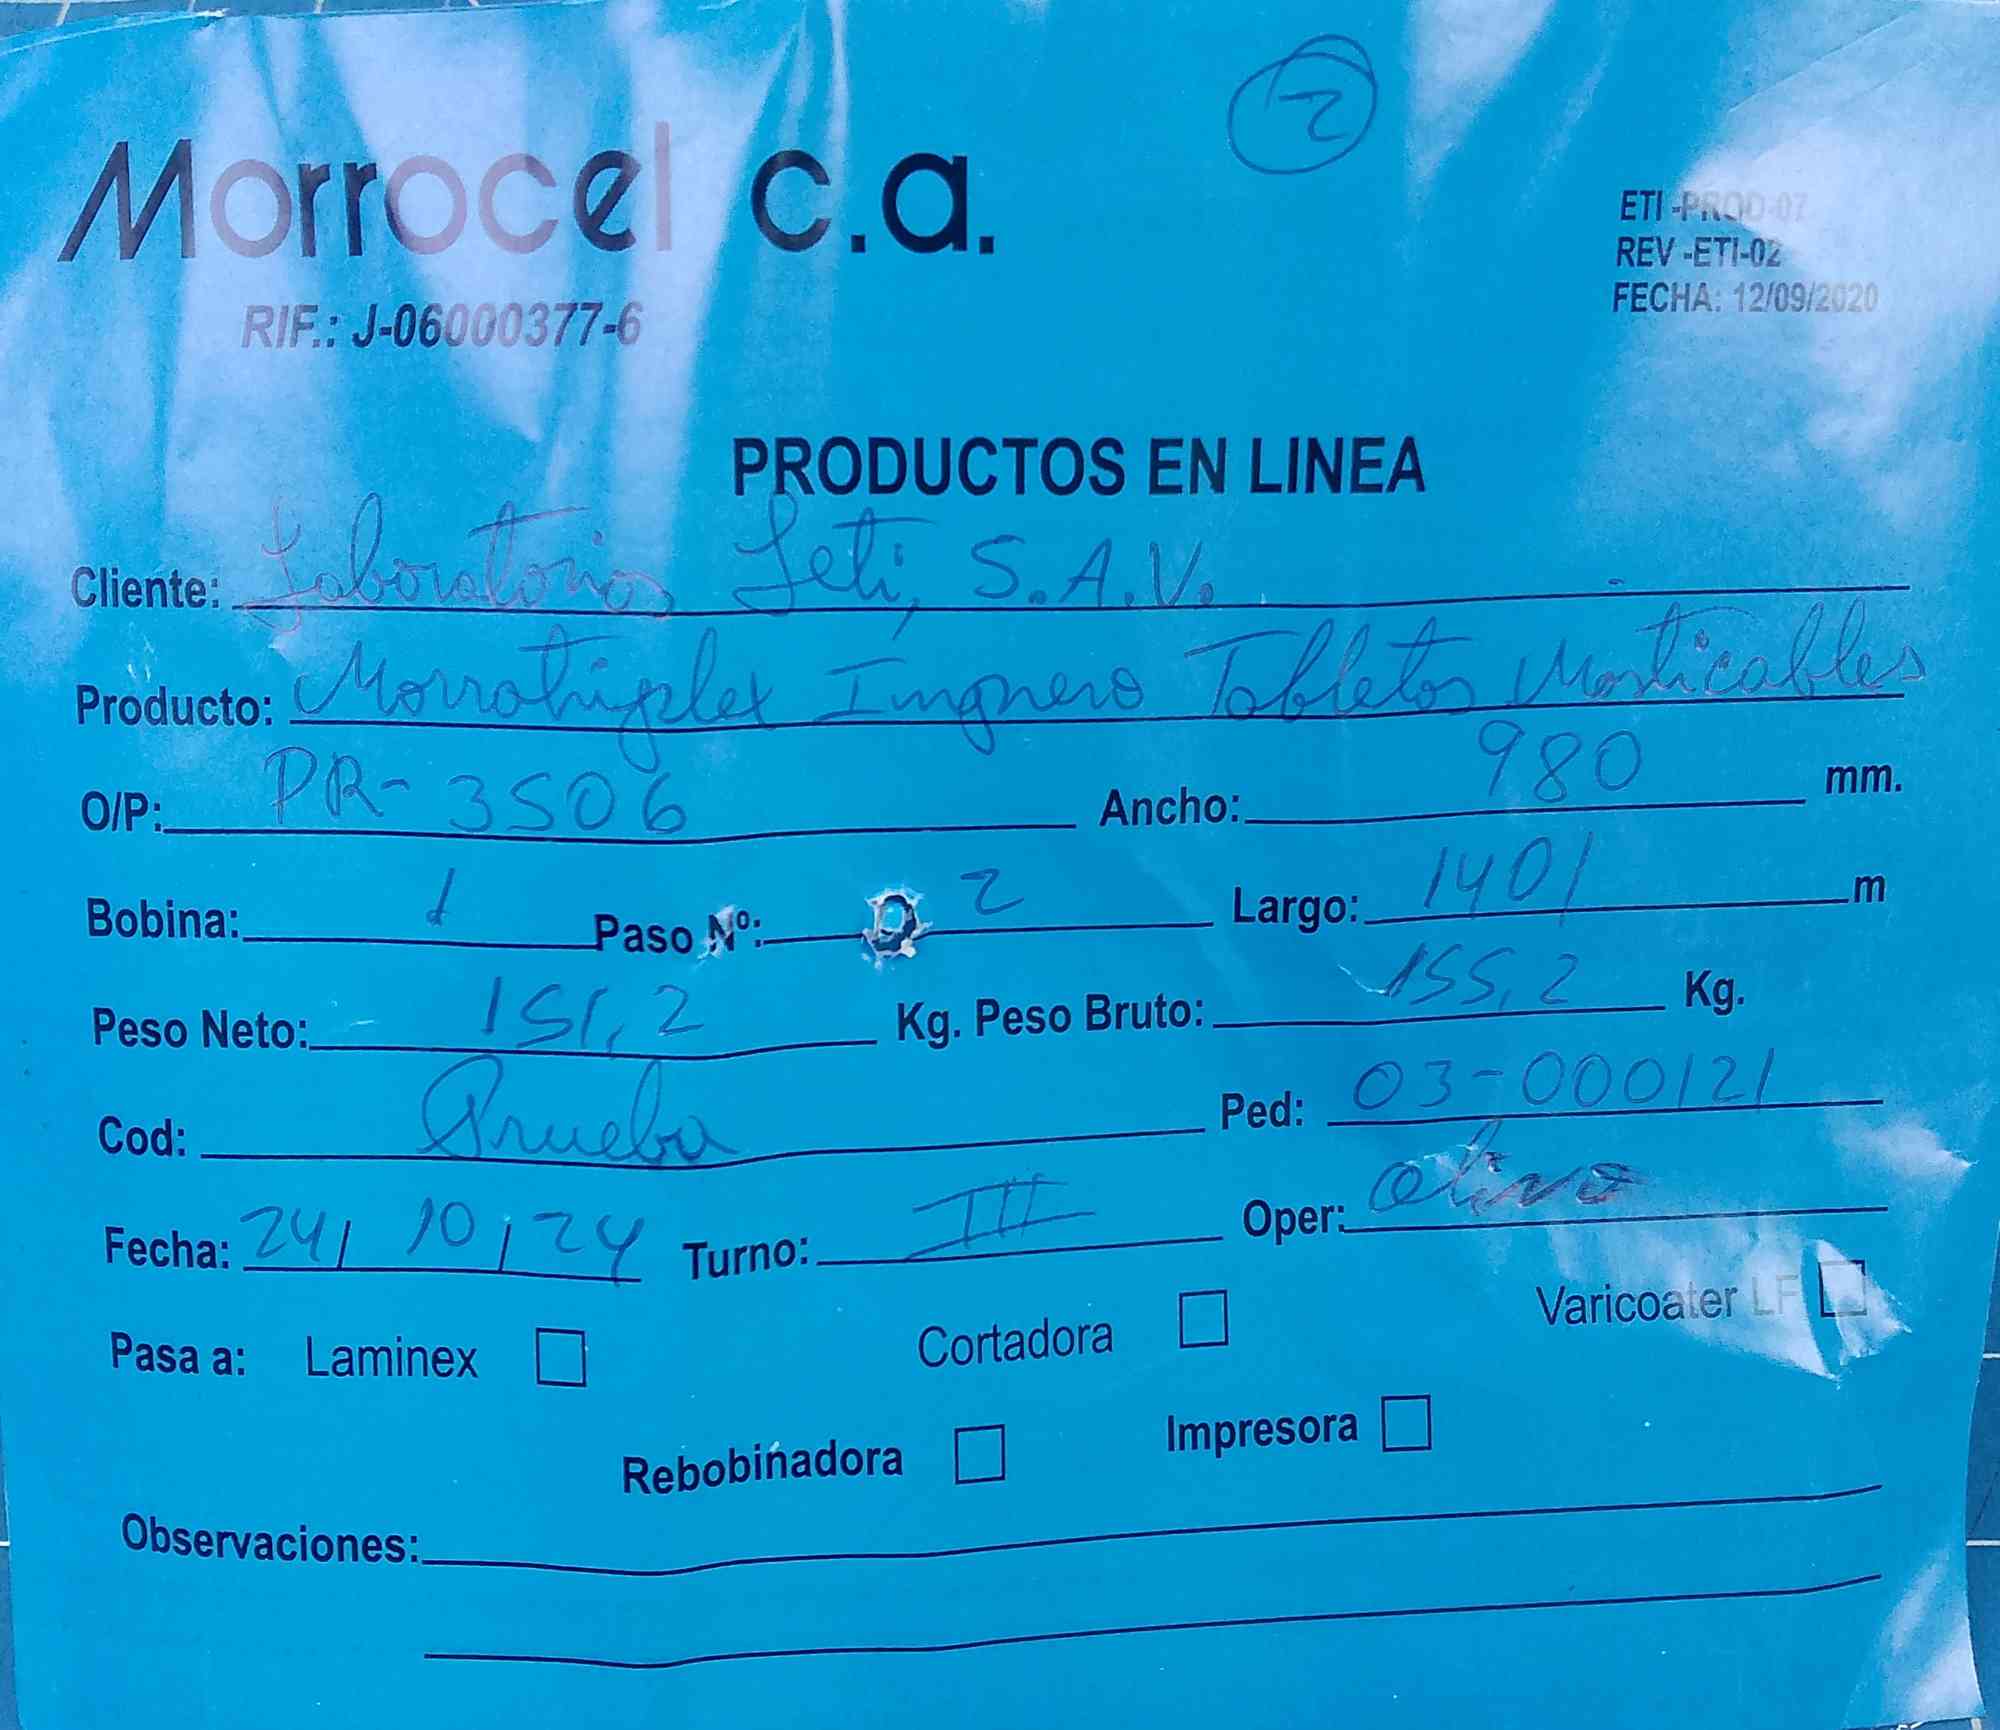 2
Morrocel c.a.
RIF.: J-06000377-6
ETI -PROD-07
REV -ETI-02
FECHA: 12/09/2020
PRODUCTOS EN LINEA
Cliente: Laboratorios Leti, S.A.V.
Producto: Morrotriplex Tabletas Masticables
O/P: PR-3506 Ancho: 980 mm.
Bobina: 1 Paso Nº: 2 Largo: 1401 m
Peso Neto: 151,2 Kg. Peso Bruto: 155,2 Kg.
Cod: Prueba Ped: 03-000121
Fecha: 24/10/24 Turno: III Oper:
Pasa a: Laminex Cortadora Varicoater LF
Rebobinadora Impresora
Observaciones: